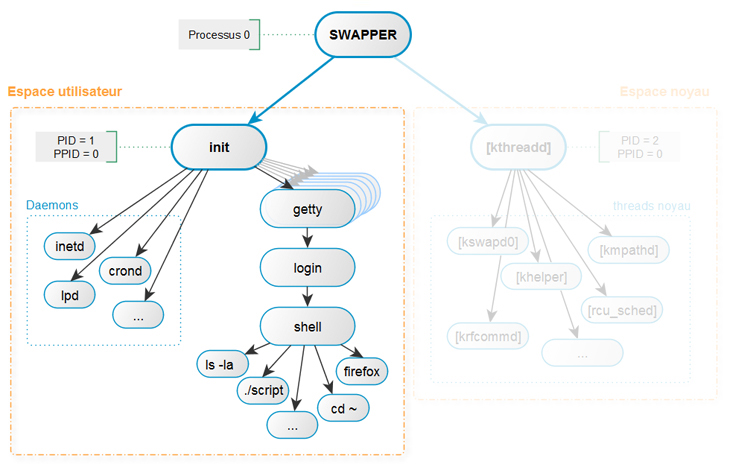 Processus 0
SWAPPER
Espace utilisateur
Espace noyau
PID = 1
PPID = 0
init
[kthreadd]
PID = 2
PPID = 0
Daemons
inetd
crond
lpd
...
getty
login
shell
ls -la
./script
...
cd ~
firefox
threads noyau
[kswapd0]
[kmpathd]
[khelper]
[rcu_sched]
[krfcommd]
...